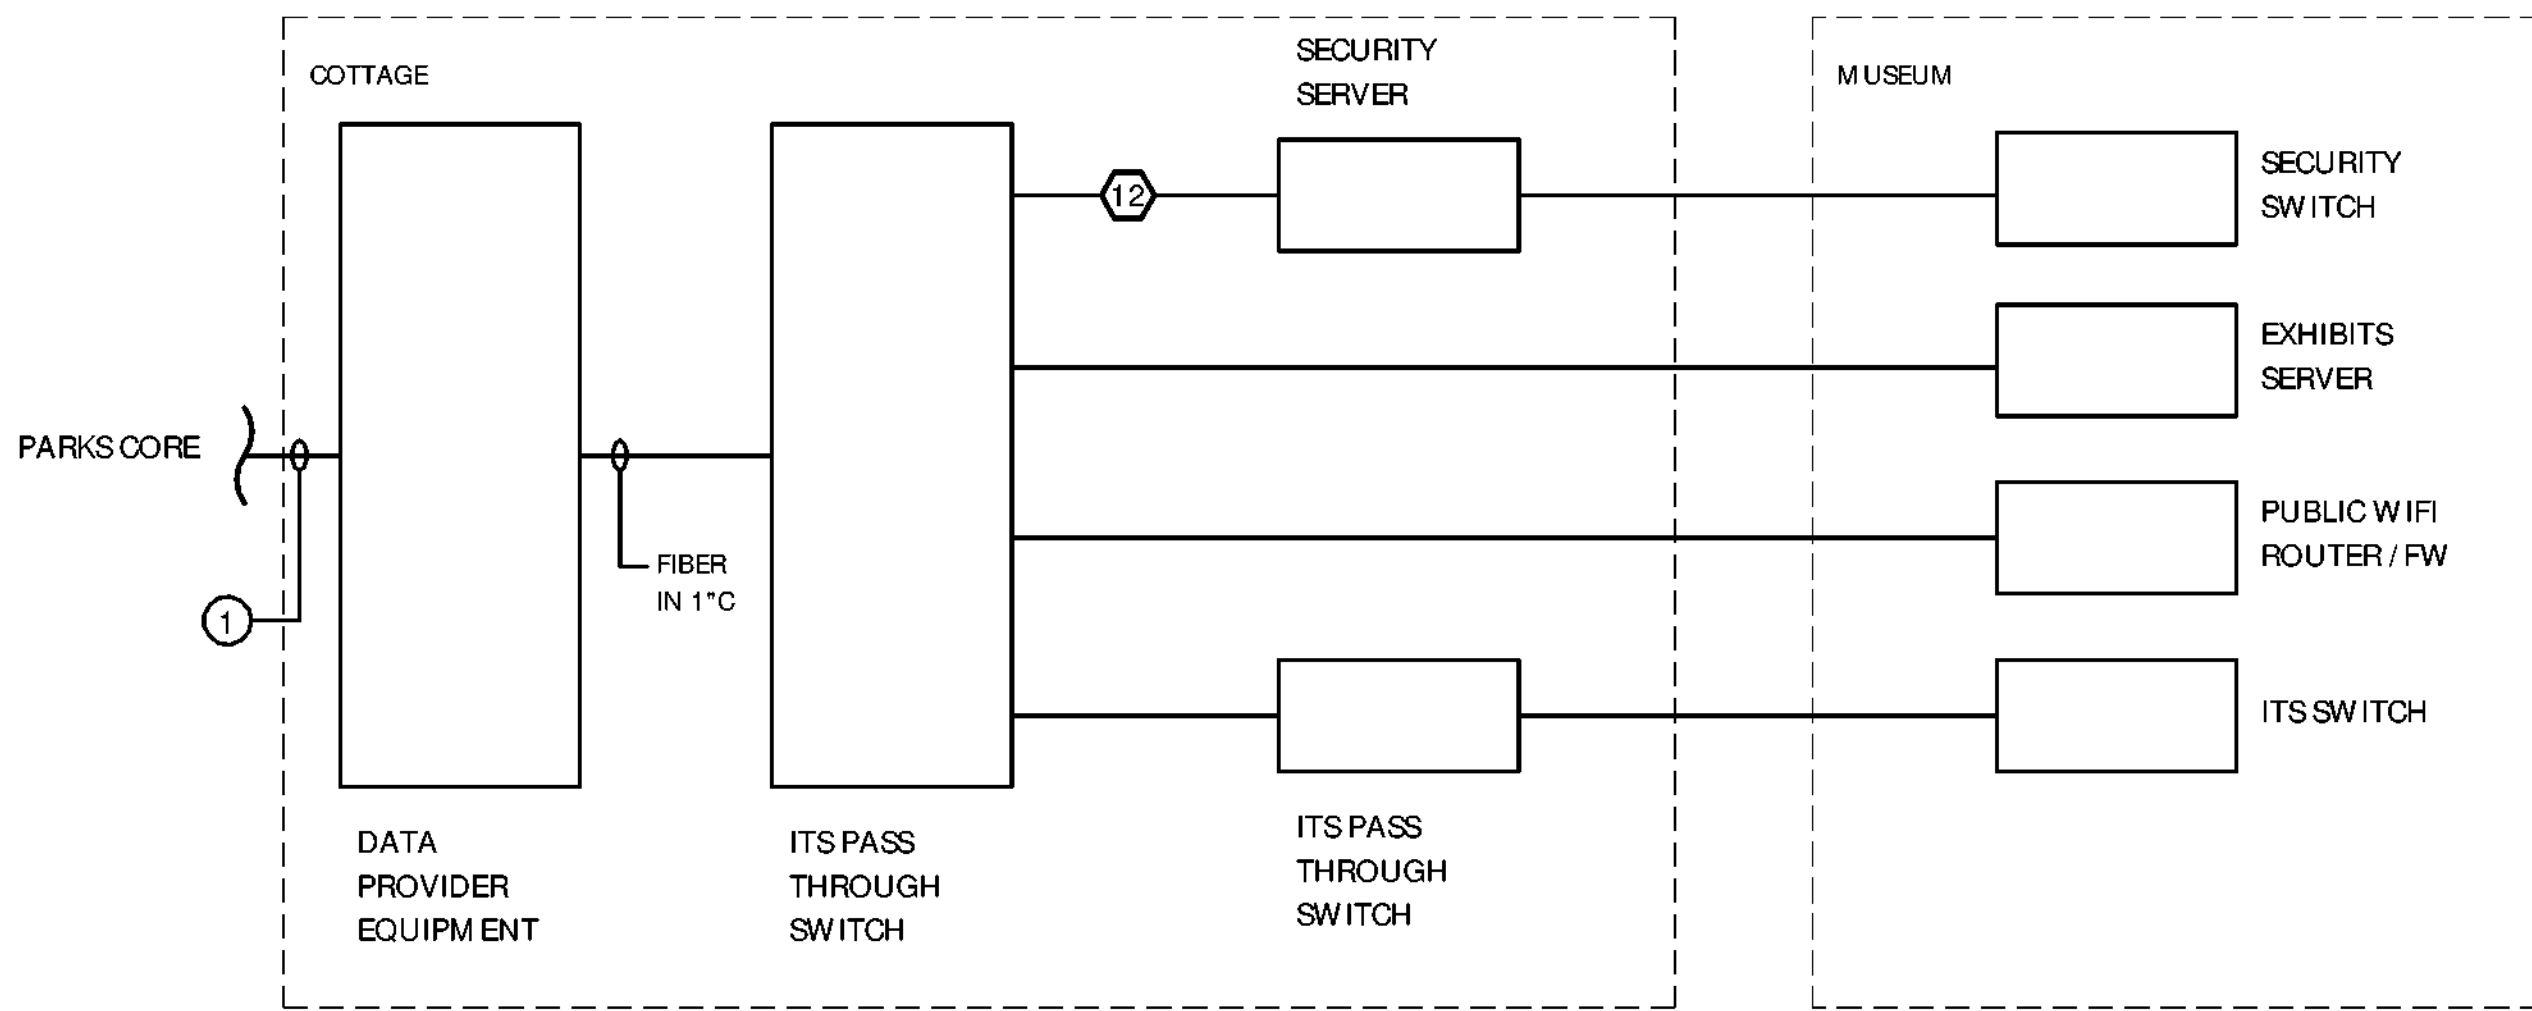 COTTAGE
SECURITY
SERVER
MUSEUM
12
SECURITY
SWITCH
EXHIBITS
SERVER
PARKS CORE
PUBLIC WIFI
ROUTER / FW
FIBER
IN 1"C
1
ITS SWITCH
DATA
PROVIDER
EQUIPMENT
ITS PASS
THROUGH
SWITCH
ITS PASS
THROUGH
SWITCH